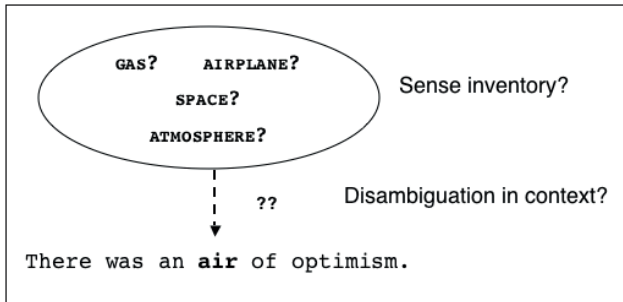 GAS? AIRPLANE?
SPACE?
ATMOSPHERE?
Sense inventory?
??
Disambiguation in context?
There was an air of optimism.